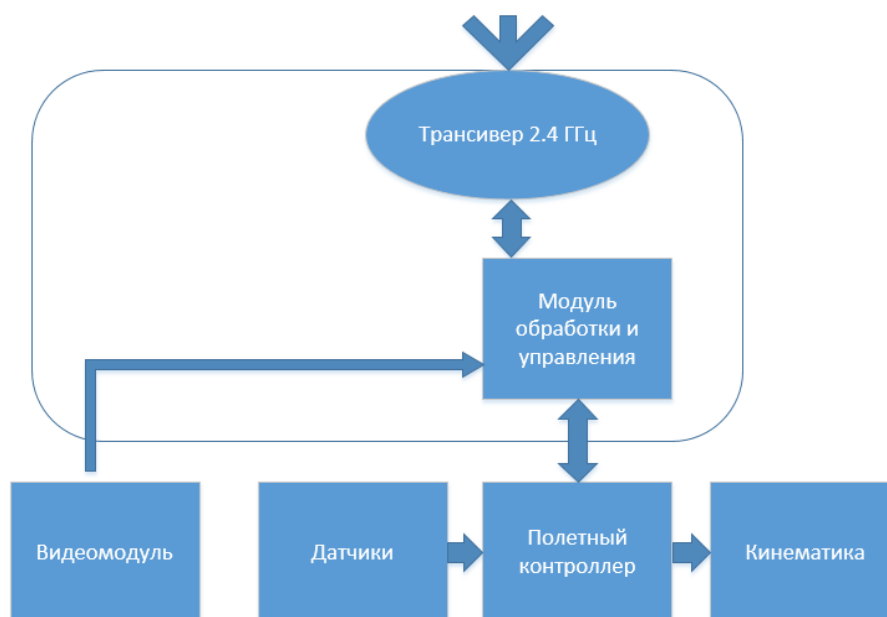 Трансивер 2.4 ГГц
Модуль
обработки и
управления
Видеомодуль
Датчики
Полетный
контроллер
Кинематика